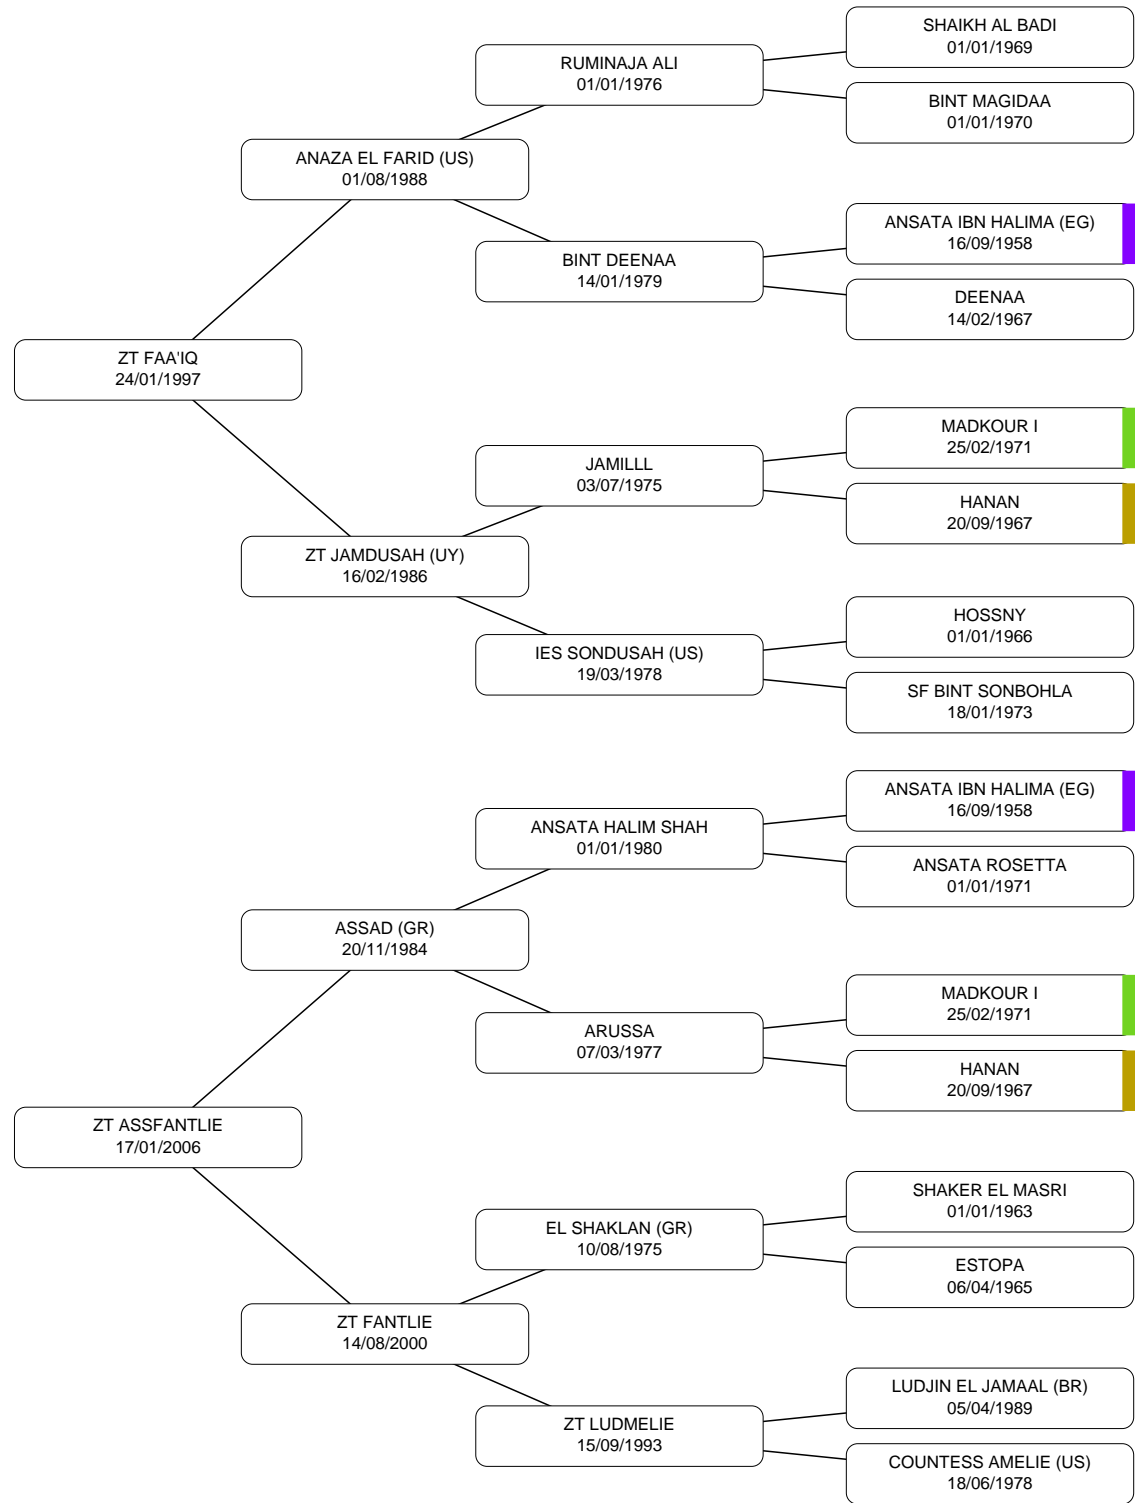 SHAIKH AL BADI
01/01/1969
RUMINAJA ALI
01/01/1976
BINT MAGIDAA
01/01/1970
ANAZA EL FARID (US)
01/08/1988
ANSATA IBN HALIMA (EG)
16/09/1958
BINT DEENAA
14/01/1979
DEENAA
14/02/1967
ZT FAA'IQ
24/01/1997
MADKOUR I
25/02/1971
JAMILLL
03/07/1975
HANAN
20/09/1967
ZT JAMDUSAH (UY)
16/02/1986
HOSSNY
01/01/1966
IES SONDUSAH (US)
19/03/1978
SF BINT SONBOHLA
18/01/1973
ANSATA IBN HALIMA (EG)
16/09/1958
ANSATA HALIM SHAH
01/01/1980
ANSATA ROSETTA
01/01/1971
ASSAD (GR)
20/11/1984
MADKOUR I
25/02/1971
ARUSSA
07/03/1977
HANAN
20/09/1967
ZT ASSFANTLIE
17/01/2006
SHAKER EL MASRI
01/01/1963
EL SHAKLAN (GR)
10/08/1975
ESTOPA
06/04/1965
ZT FANTLIE
14/08/2000
LUDJIN EL JAMAAL (BR)
05/04/1989
ZT LUDMELIE
15/09/1993
COUNTESS AMELIE (US)
18/06/1978